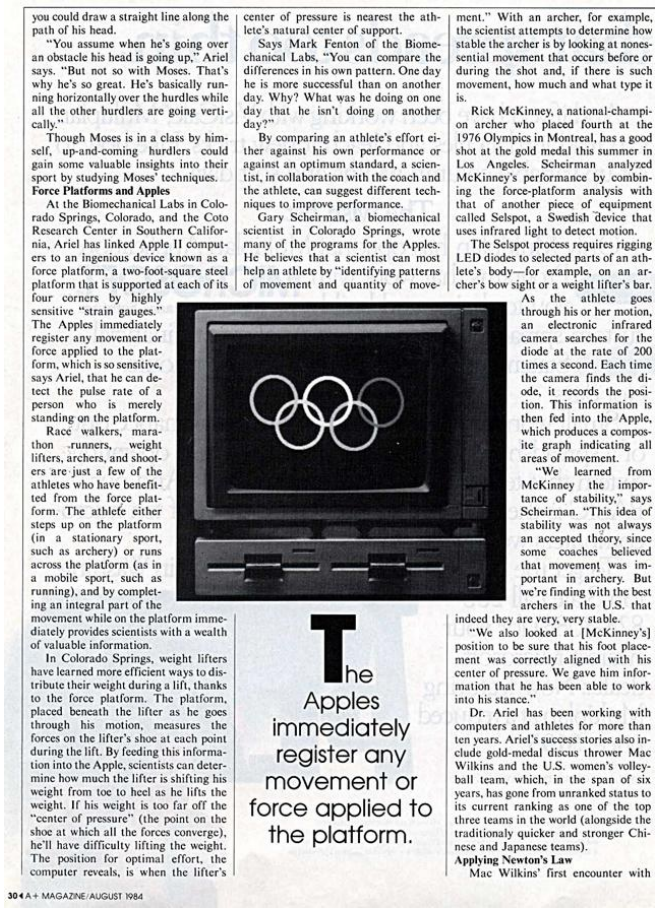 you could draw a straight line along the
path of his head.
"You assume when he's going over
an obstacle his head is going up," Ariel
says. "But not so with Moses. That's
why he's so great. He's basically run-
ning horizontally over the hurdles while
all the other hurdlers are going verti-
cally."
Though Moses is in a class by him-
self, up-and-coming hurdlers could
gain some valuable insights into their
sport by studying Moses' techniques.
Force Platforms and Apples
At the Biomechanical Labs in Colo-
rado Springs, Colorado, and the Coto
Research Center in Southern Califor-
nia, Ariel has linked Apple II comput-
ers to an ingenious device known as a
force platform, a two-foot-square steel
platform that is supported at each of its
four corners by highly
sensitive "strain gauges."
The Apples immediately
register any movement or
force applied to the plat-
form, which is so sensitive,
says Ariel, that he can de-
tect the pulse rate of a
person who is merely
standing on the platform.
Race walkers, mara-
thon runners, weight
lifters, archers, and shoot-
ers are just a few of the
athletes who have benefit-
ted from the force plat-
form. The athlete either
steps up on the platform
(in a stationary sport,
such as archery) or runs
across the platform (as in
a mobile sport, such as
running), and by complet-
ing an integral part of the
movement while on the platform imme-
diately provides scientists with a wealth
of valuable information.
In Colorado Springs, weight lifters
have learned more efficient ways to dis-
tribute their weight during a lift, thanks
to the force platform. The platform,
placed beneath the lifter as he goes
through his motion, measures the
forces on the lifter's shoe at each point
during the lift. By feeding this informa-
tion into the Apple, scientists can deter-
mine how much the lifter is shifting his
weight from toe to heel as he lifts the
weight. If his weight is too far off the
"center of pressure" (the point on the
shoe at which all the forces converge),
he'll have difficulty lifting the weight.
The position for optimal effort, the
computer reveals, is when the lifter's
center of pressure is nearest the ath-
lete's natural center of support.
Says Mark Fenton of the Biome-
chanical Labs, "You can compare the
differences in his own pattern. One day
he is more successful than on another
day. Why? What was he doing on one
day that he isn't doing on another
day?"
By comparing an athlete's effort ei-
ther against his own performance or
against an optimum standard, a scien-
tist, in collaboration with the coach and
the athlete, can suggest different tech-
niques to improve performance.
Gary Scheirman, a biomechanical
scientist in Colorado Springs, wrote
many of the programs for the Apples.
He believes that a scientist can most
help an athlete by "identifying patterns
of movement and quantity of move-
The
Apples
immediately
register any
movement or
force applied to
the platform.
ment." With an archer, for example,
the scientist attempts to determine how
stable the archer is by looking at nones-
sential movement that occurs before or
during the shot and, if there is such
movement, how much and what type it
is.
Rick McKinney, a national-champi-
on archer who placed fourth at the
1976 Olympics in Montreal, has a good
shot at the gold medal this summer in
Los Angeles. Scheirman analyzed
McKinney's performance by combin-
ing the force-platform analysis with
that of another piece of equipment
called Selspot, a Swedish device that
uses infrared light to detect motion.
The Selspot process requires rigging
LED diodes to selected parts of an ath-
lete's body—for example, on an ar-
cher's bow sight or a weight lifter's bar.
As the athlete goes
through his or her motion,
an electronic infrared
camera searches for the
diode at the rate of 200
times a second. Each time
the camera finds the di-
ode, it records the posi-
tion. This information is
then fed into the Apple,
which produces a compos-
ite graph indicating all
areas of movement.
"We learned from
McKinney the impor-
tance of stability," says
Scheirman. "This idea of
stability was not always
an accepted theory, since
some coaches believed
that movement was im-
portant in archery. But
we're finding with the best
archers in the U.S. that
indeed they are very, very stable.
"We also looked at [McKinney's]
position to be sure that his foot place-
ment was correctly aligned with his
center of pressure. We gave him infor-
mation that he has been able to work
into his stance."
Dr. Ariel has been working with
computers and athletes for more than
ten years. Ariel's success stories also in-
clude gold-medal discus thrower Mac
Wilkins and the U.S. women's volley-
ball team, which, in the span of six
years, has gone from unranked status to
its current ranking as one of the top
three teams in the world (alongside the
traditionaly quicker and stronger Chi-
nese and Japanese teams).
Applying Newton's Law
Mac Wilkins' first encounter with
30 A+ MAGAZINE/AUGUST 1984